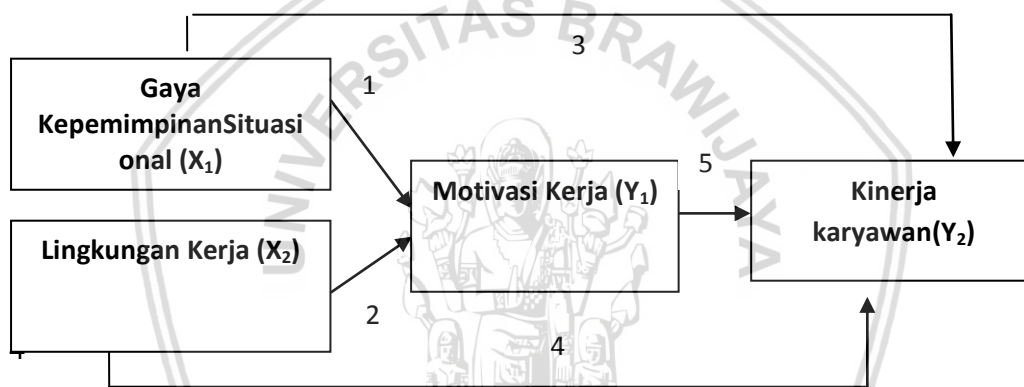 UNIVERSITAS BRAWIJAYA
3
Gaya
KepemimpinanSituasi
onal (X₁)
1
Motivasi Kerja (Y₁)
5
Kinerja
karyawan(Y₂)
Lingkungan Kerja (X₂)
2
4